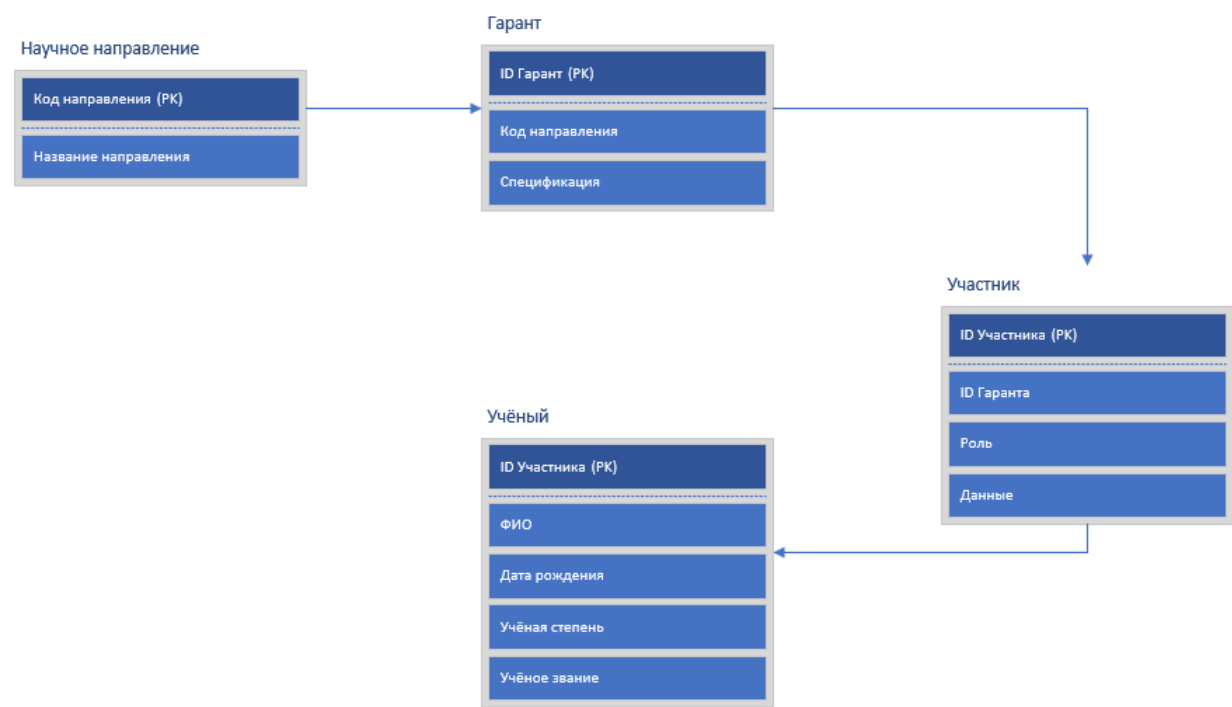 Научное направление
Код направления (PK)
Название направления
Гарант
ID Гарант (PK)
Код направления
Спецификация
Участник
ID Участника (PK)
ID Гаранта
Роль
Данные
Учёный
ID Участника (PK)
ФИО
Дата рождения
Учёная степень
Учёное звание